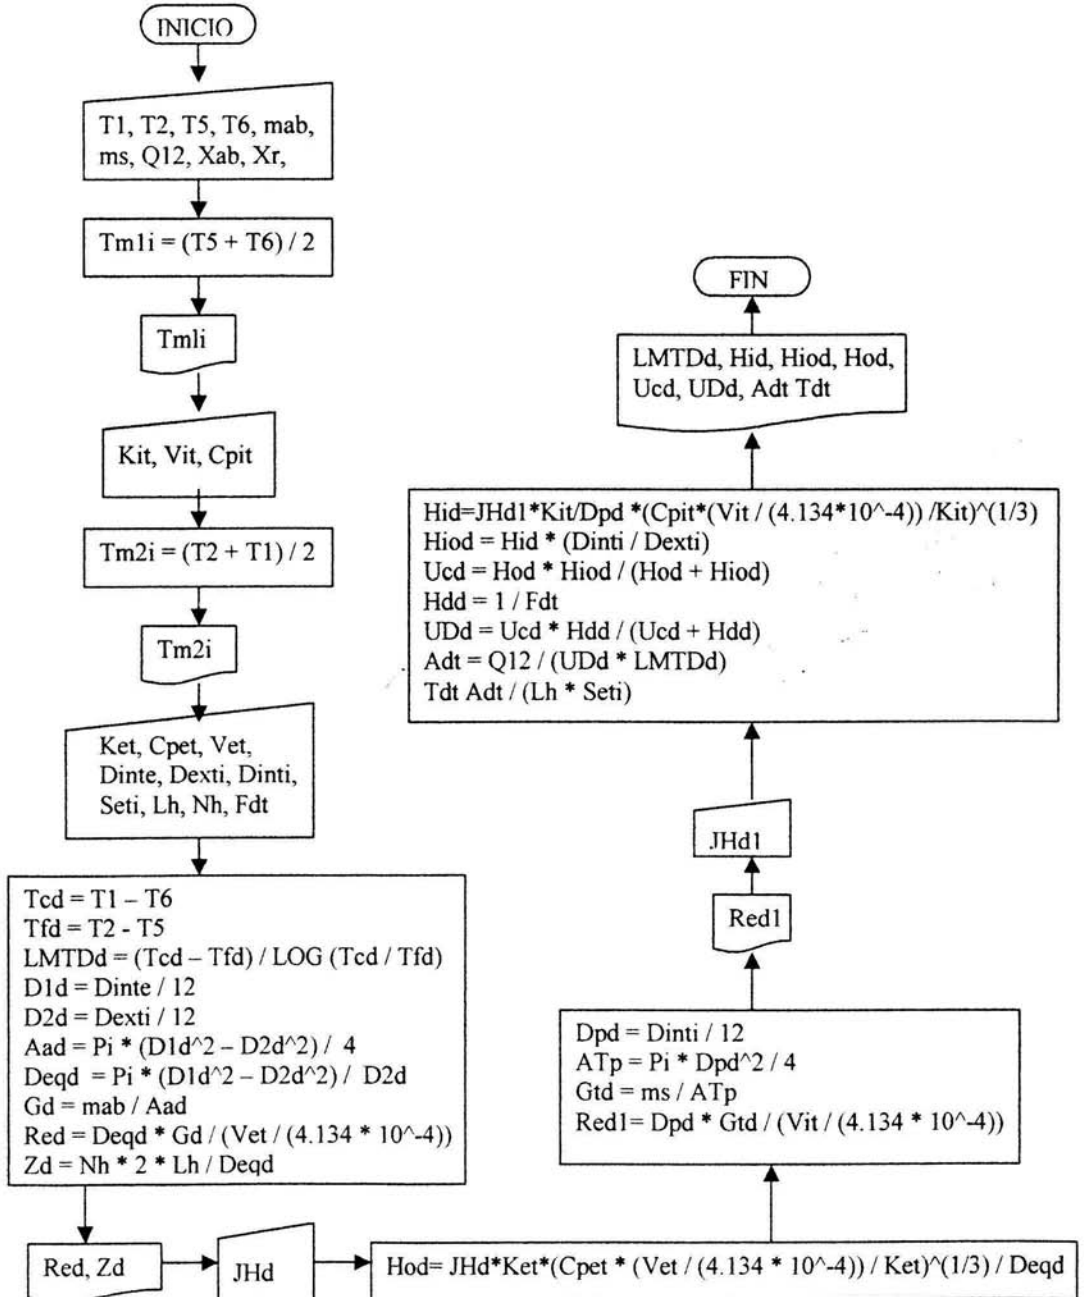 INICIO
T1, T2, T5, T6, mab,
ms, Q12, Xab, Xr,
Tm1i = (T5 + T6) / 2
Tm1i
Kit, Vit, Cpit
Tm2i = (T2 + T1) / 2
Tm2i
Ket, Cpet, Vet,
Dinte, Dexti, Dinti,
Seti, Lh, Nh, Fdt
Tcd = T1 – T6
Tfd = T2 - T5
LMTDd = (Tcd – Tfd) / LOG (Tcd / Tfd)
D1d = Dinte / 12
D2d = Dexti / 12
Aad = Pi * (D1d^2 – D2d^2) / 4
Deqd = Pi * (D1d^2 – D2d^2) / D2d
Gd = mab / Aad
Red = Deqd * Gd / (Vet / (4.134 * 10^-4))
Zd = Nh * 2 * Lh / Deqd
Red, Zd
JHd
Hod= JHd*Ket*(Cpet * (Vet / (4.134 * 10^-4)) / Ket)^(1/3) / Deqd
Dpd = Dinti / 12
ATp = Pi * Dpd^2 / 4
Gtd = ms / ATp
Red1= Dpd * Gtd / (Vit / (4.134 * 10^-4))
Red1
JHd1
Hid=JHd1*Kit/Dpd *(Cpit*(Vit / (4.134*10^-4)) /Kit)^(1/3)
Hiod = Hid * (Dinti / Dexti)
Ucd = Hod * Hiod / (Hod + Hiod)
Hdd = 1 / Fdt
UDd = Ucd * Hdd / (Ucd + Hdd)
Adt = Q12 / (UDd * LMTDd)
Tdt Adt / (Lh * Seti)
LMTDd, Hid, Hiod, Hod,
Ucd, UDd, Adt Tdt
FIN